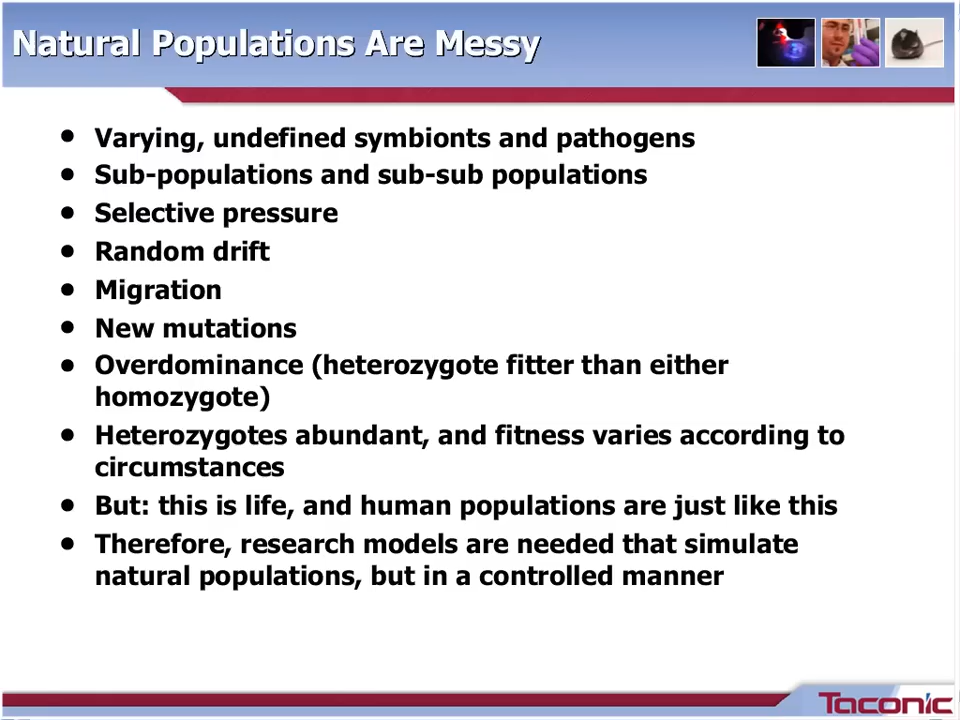 Natural Populations Are Messy
• Varying, undefined symbionts and pathogens
• Sub-populations and sub-sub populations
• Selective pressure
• Random drift
• Migration
• New mutations
• Overdominance (heterozygote fitter than either
homozygote)
• Heterozygotes abundant, and fitness varies according to
circumstances
• But: this is life, and human populations are just like this
• Therefore, research models are needed that simulate
natural populations, but in a controlled manner
Taconic